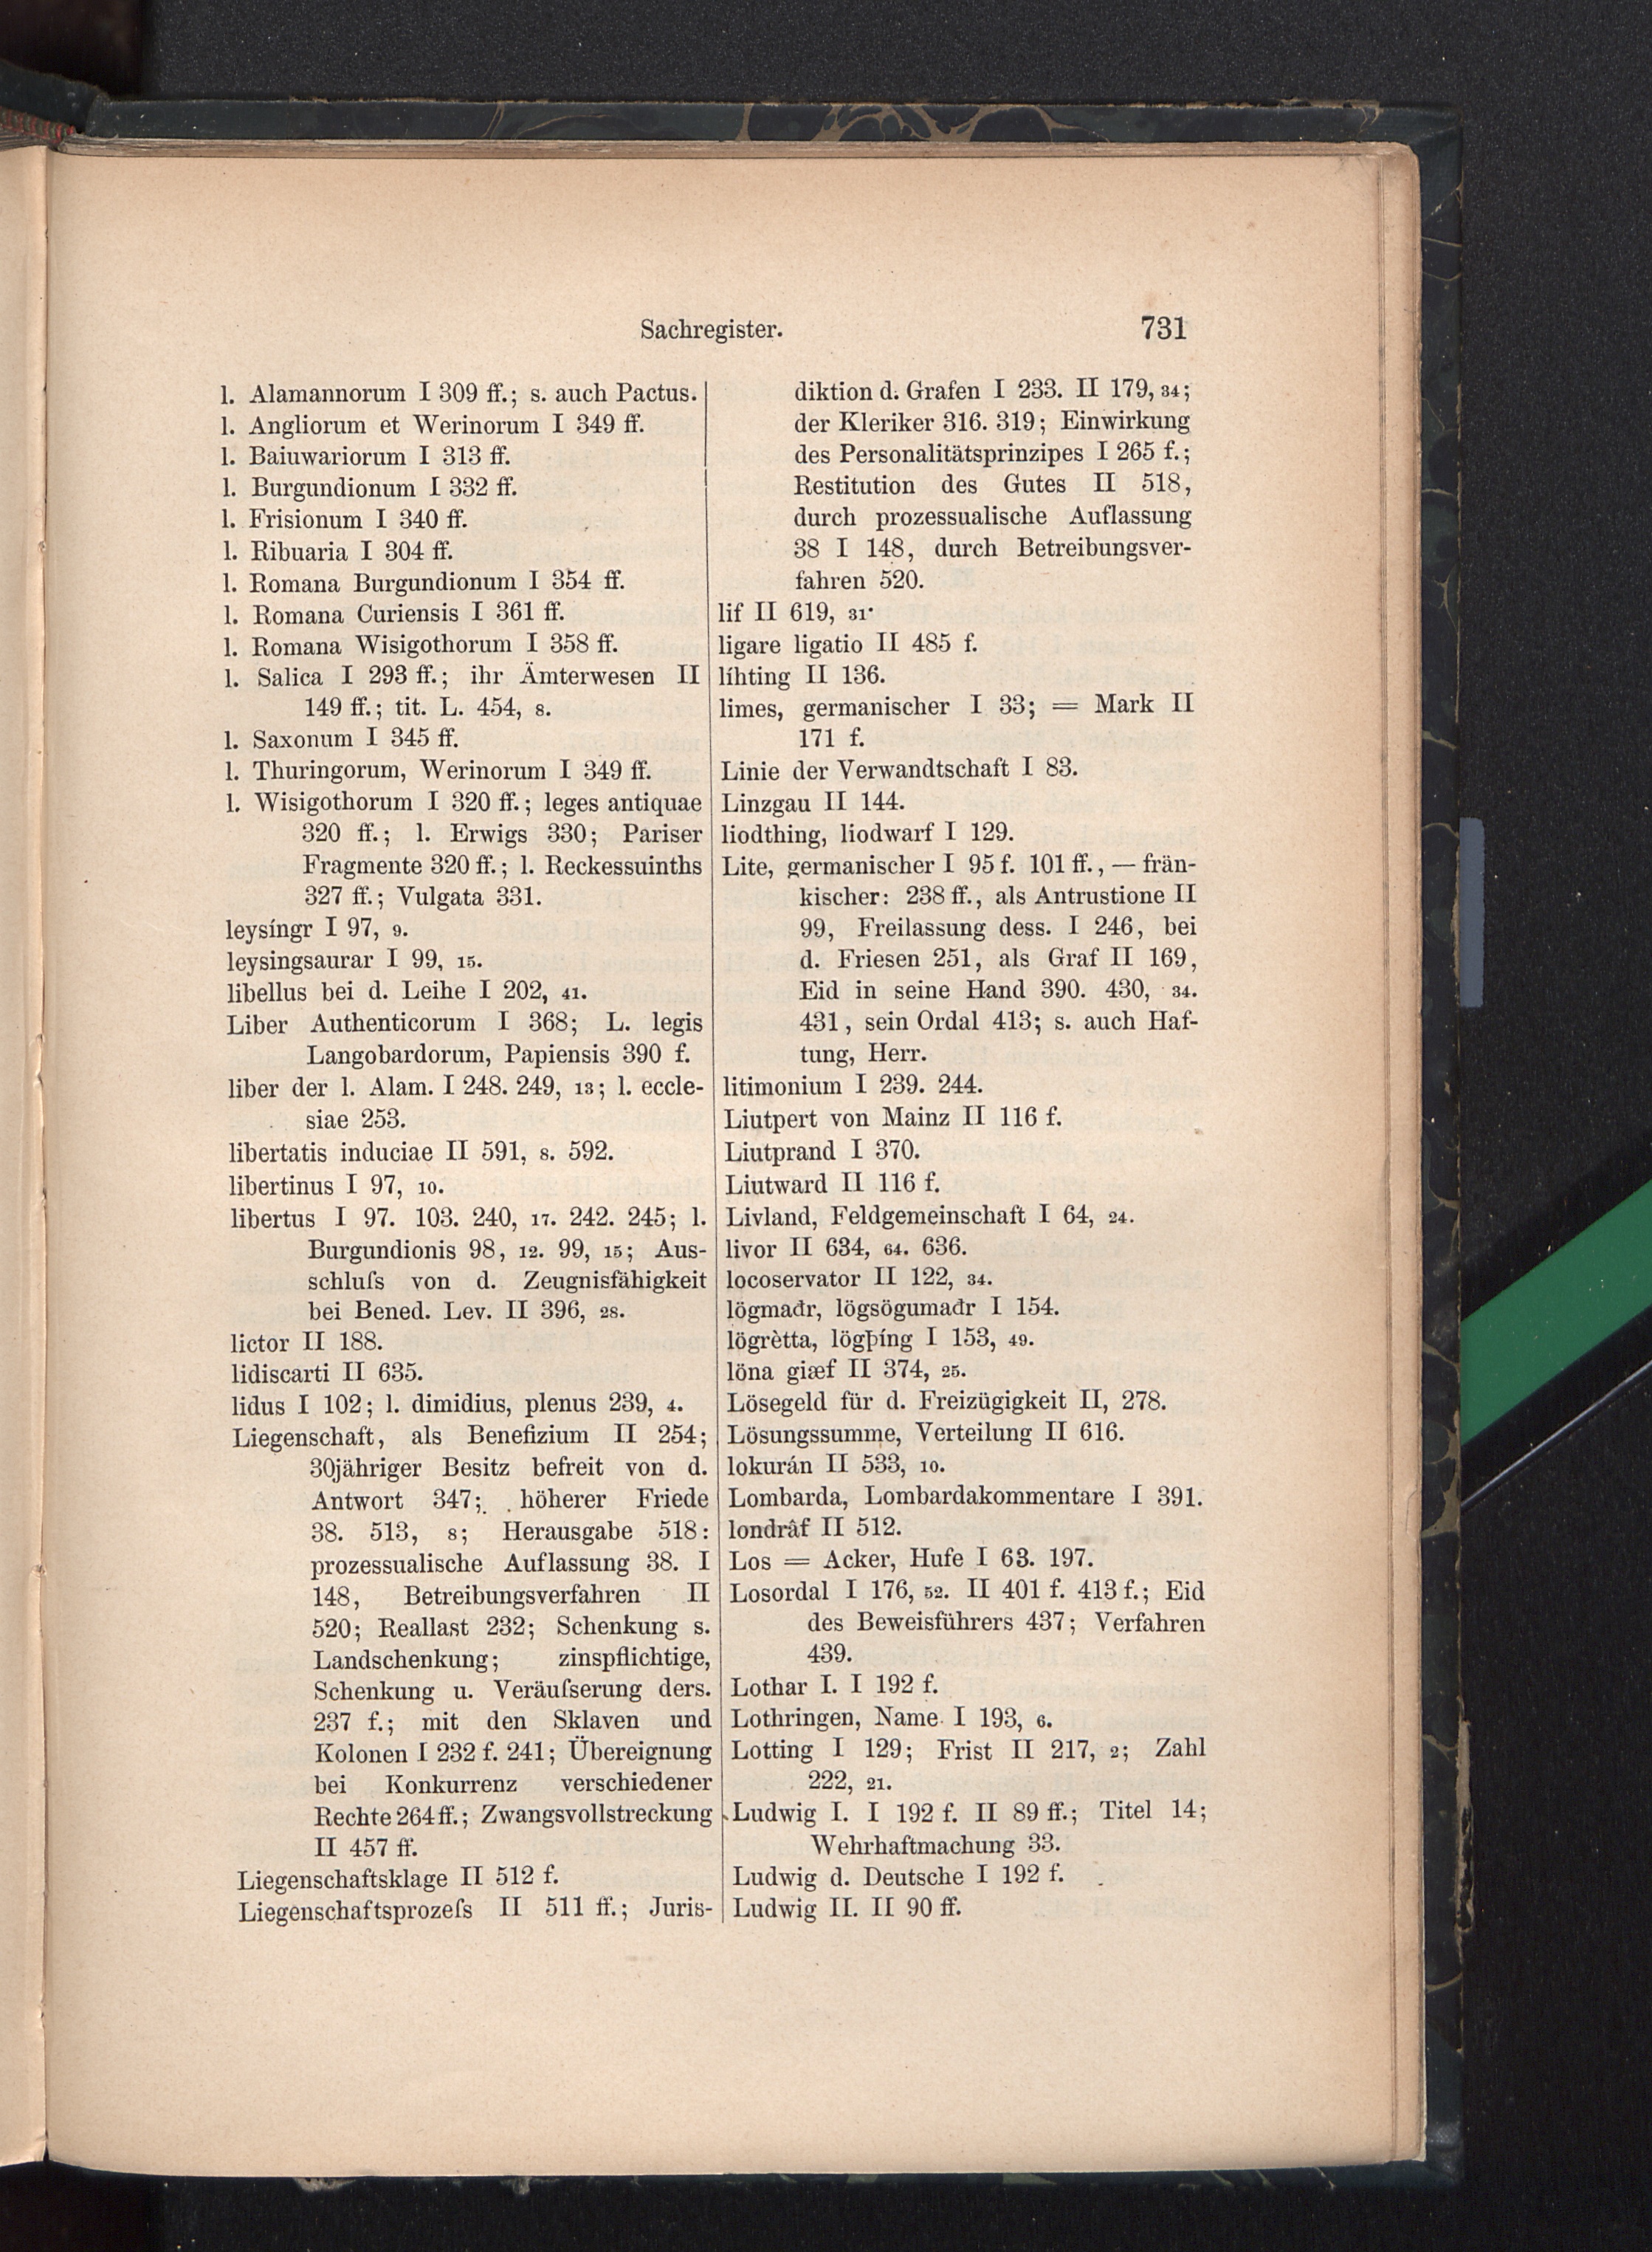 Sachregister.
731
l. Alamannorum I 309 ff.; s. auch Pactus.
l. Angliorum et Werinorum I 349 ff.
l. Baiuwariorum I 313 ff.
l. Burgundionum I 332 ff.
l. Frisionum I 340 ff.
l. Ribuaria I 304 ff.
l. Romana Burgundionum I 354 ff.
l. Romana Curiensis I 361 ff.
l. Romana Wisigothorum I 358 ff.
l. Salica I 293 ff.; ihr Ämterwesen II
149 ff.; tit. L. 454, 8.
l. Saxonum I 345 ff.
l. Thuringorum, Werinorum I 349 ff.
l. Wisigothorum I 320 ff.; leges antiquae
320 ff.; l. Erwigs 330; Pariser
Fragmente 320 ff.; l. Reckessuinths
327 ff.; Vulgata 331.
leysíngr I 97, 9.
leysingsaurar I 99, 15.
libellus bei d. Leihe I 202, 41.
Liber Authenticorum I 368; L. legis
Langobardorum, Papiensis 390 f.
liber der l. Alam. I 248. 249, 13; l. eccle-
siae 253.
libertatis induciae II 591, 8. 592.
libertinus I 97, 10.
libertus I 97. 103. 240, 17. 242. 245; l.
Burgundionis 98, 12. 99, 15; Aus-
schluſs von d. Zeugnisfähigkeit
bei Bened. Lev. II 396, 28.
lictor II 188.
lidiscarti II 635.
lidus I 102; l. dimidius, plenus 239, 4.
Liegenschaft, als Benefizium II 254;
30jähriger Besitz befreit von d.
Antwort 347; höherer Friede
38. 513, 8; Herausgabe 518:
prozessualische Auflassung 38. I
148, Betreibungsverfahren II
520; Reallast 232; Schenkung s.
Landschenkung; zinspflichtige,
Schenkung u. Veräuſserung ders.
237 f.; mit den Sklaven und
Kolonen I 232 f. 241; Übereignung
bei Konkurrenz verschiedener
Rechte 264 ff.; Zwangsvollstreckung
II 457 ff.
Liegenschaftsklage II 512 f.
Liegenschaftsprozeſs II 511 ff.; Juris-
diktion d. Grafen I 233. II 179, 34;
der Kleriker 316. 319; Einwirkung
des Personalitätsprinzipes I 265 f.;
Restitution des Gutes II 518,
durch prozessualische Auflassung
38 I 148, durch Betreibungsver-
fahren 520.
lif II 619, 31.
ligare ligatio II 485 f.
líhting II 136.
limes, germanischer I 33; = Mark II
171 f.
Linie der Verwandtschaft I 83.
Linzgau II 144.
liodthing, liodwarf I 129.
Lite, germanischer I 95 f. 101 ff., — frän-
kischer: 238 ff., als Antrustione II
99, Freilassung dess. I 246, bei
d. Friesen 251, als Graf II 169,
Eid in seine Hand 390. 430, 34.
431, sein Ordal 413; s. auch Haf-
tung, Herr.
litimonium I 239. 244.
Liutpert von Mainz II 116 f.
Liutprand I 370.
Liutward II 116 f.
Livland, Feldgemeinschaft I 64, 24.
livor II 634, 64. 636.
locoservator II 122, 34.
lögmađr, lögsögumađr I 154.
lögrètta, lögþíng I 153, 49.
löna giæf II 374, 25.
Lösegeld für d. Freizügigkeit II, 278.
Lösungssumme, Verteilung II 616.
lokurán II 533, 10.
Lombarda, Lombardakommentare I 391.
londrâf II 512.
Los = Acker, Hufe I 63. 197.
Losordal I 176, 52. II 401 f. 413 f.; Eid
des Beweisführers 437; Verfahren
439.
Lothar I. I 192 f.
Lothringen, Name I 193, 6.
Lotting I 129; Frist II 217, 2; Zahl
222, 21.
Ludwig I. I 192 f. II 89 ff.; Titel 14;
Wehrhaftmachung 33.
Ludwig d. Deutsche I 192 f.
Ludwig II. II 90 ff.